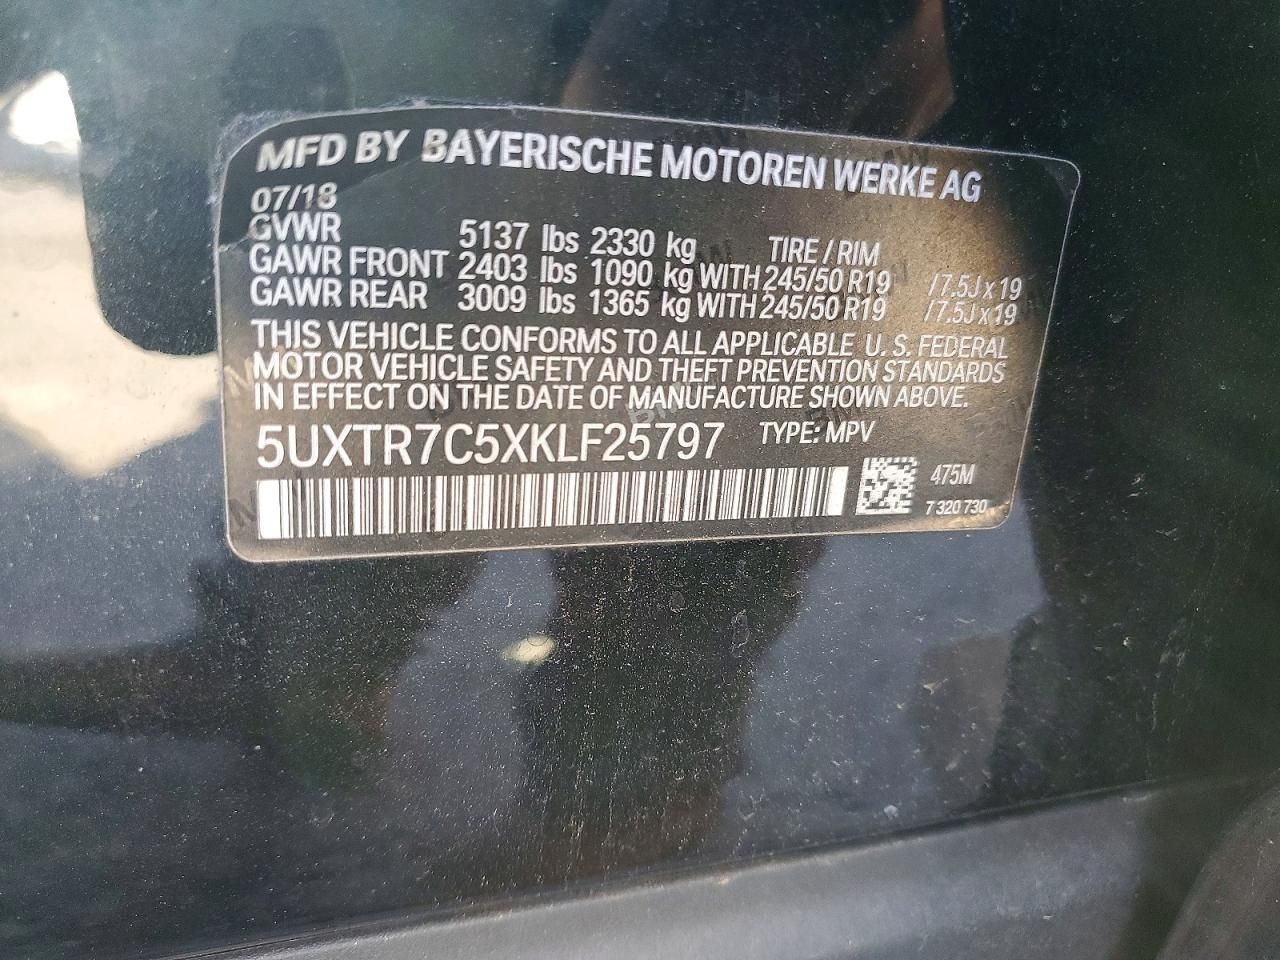 MFD BY BAYERISCHE MOTOREN WERKE AG
07/18
GVWR 5137 lbs 2330 kg TIRE / RIM
GAWR FRONT 2403 lbs 1090 kg WITH 245/50 R19 / 7.5J x 19
GAWR REAR 3009 lbs 1365 kg WITH 245/50 R19 / 7.5J x 19
THIS VEHICLE CONFORMS TO ALL APPLICABLE U. S. FEDERAL
MOTOR VEHICLE SAFETY AND THEFT PREVENTION STANDARDS
IN EFFECT ON THE DATE OF MANUFACTURE SHOWN ABOVE.
5UXTR7C5XKLF25797 TYPE: MPV
475M
7 320 730